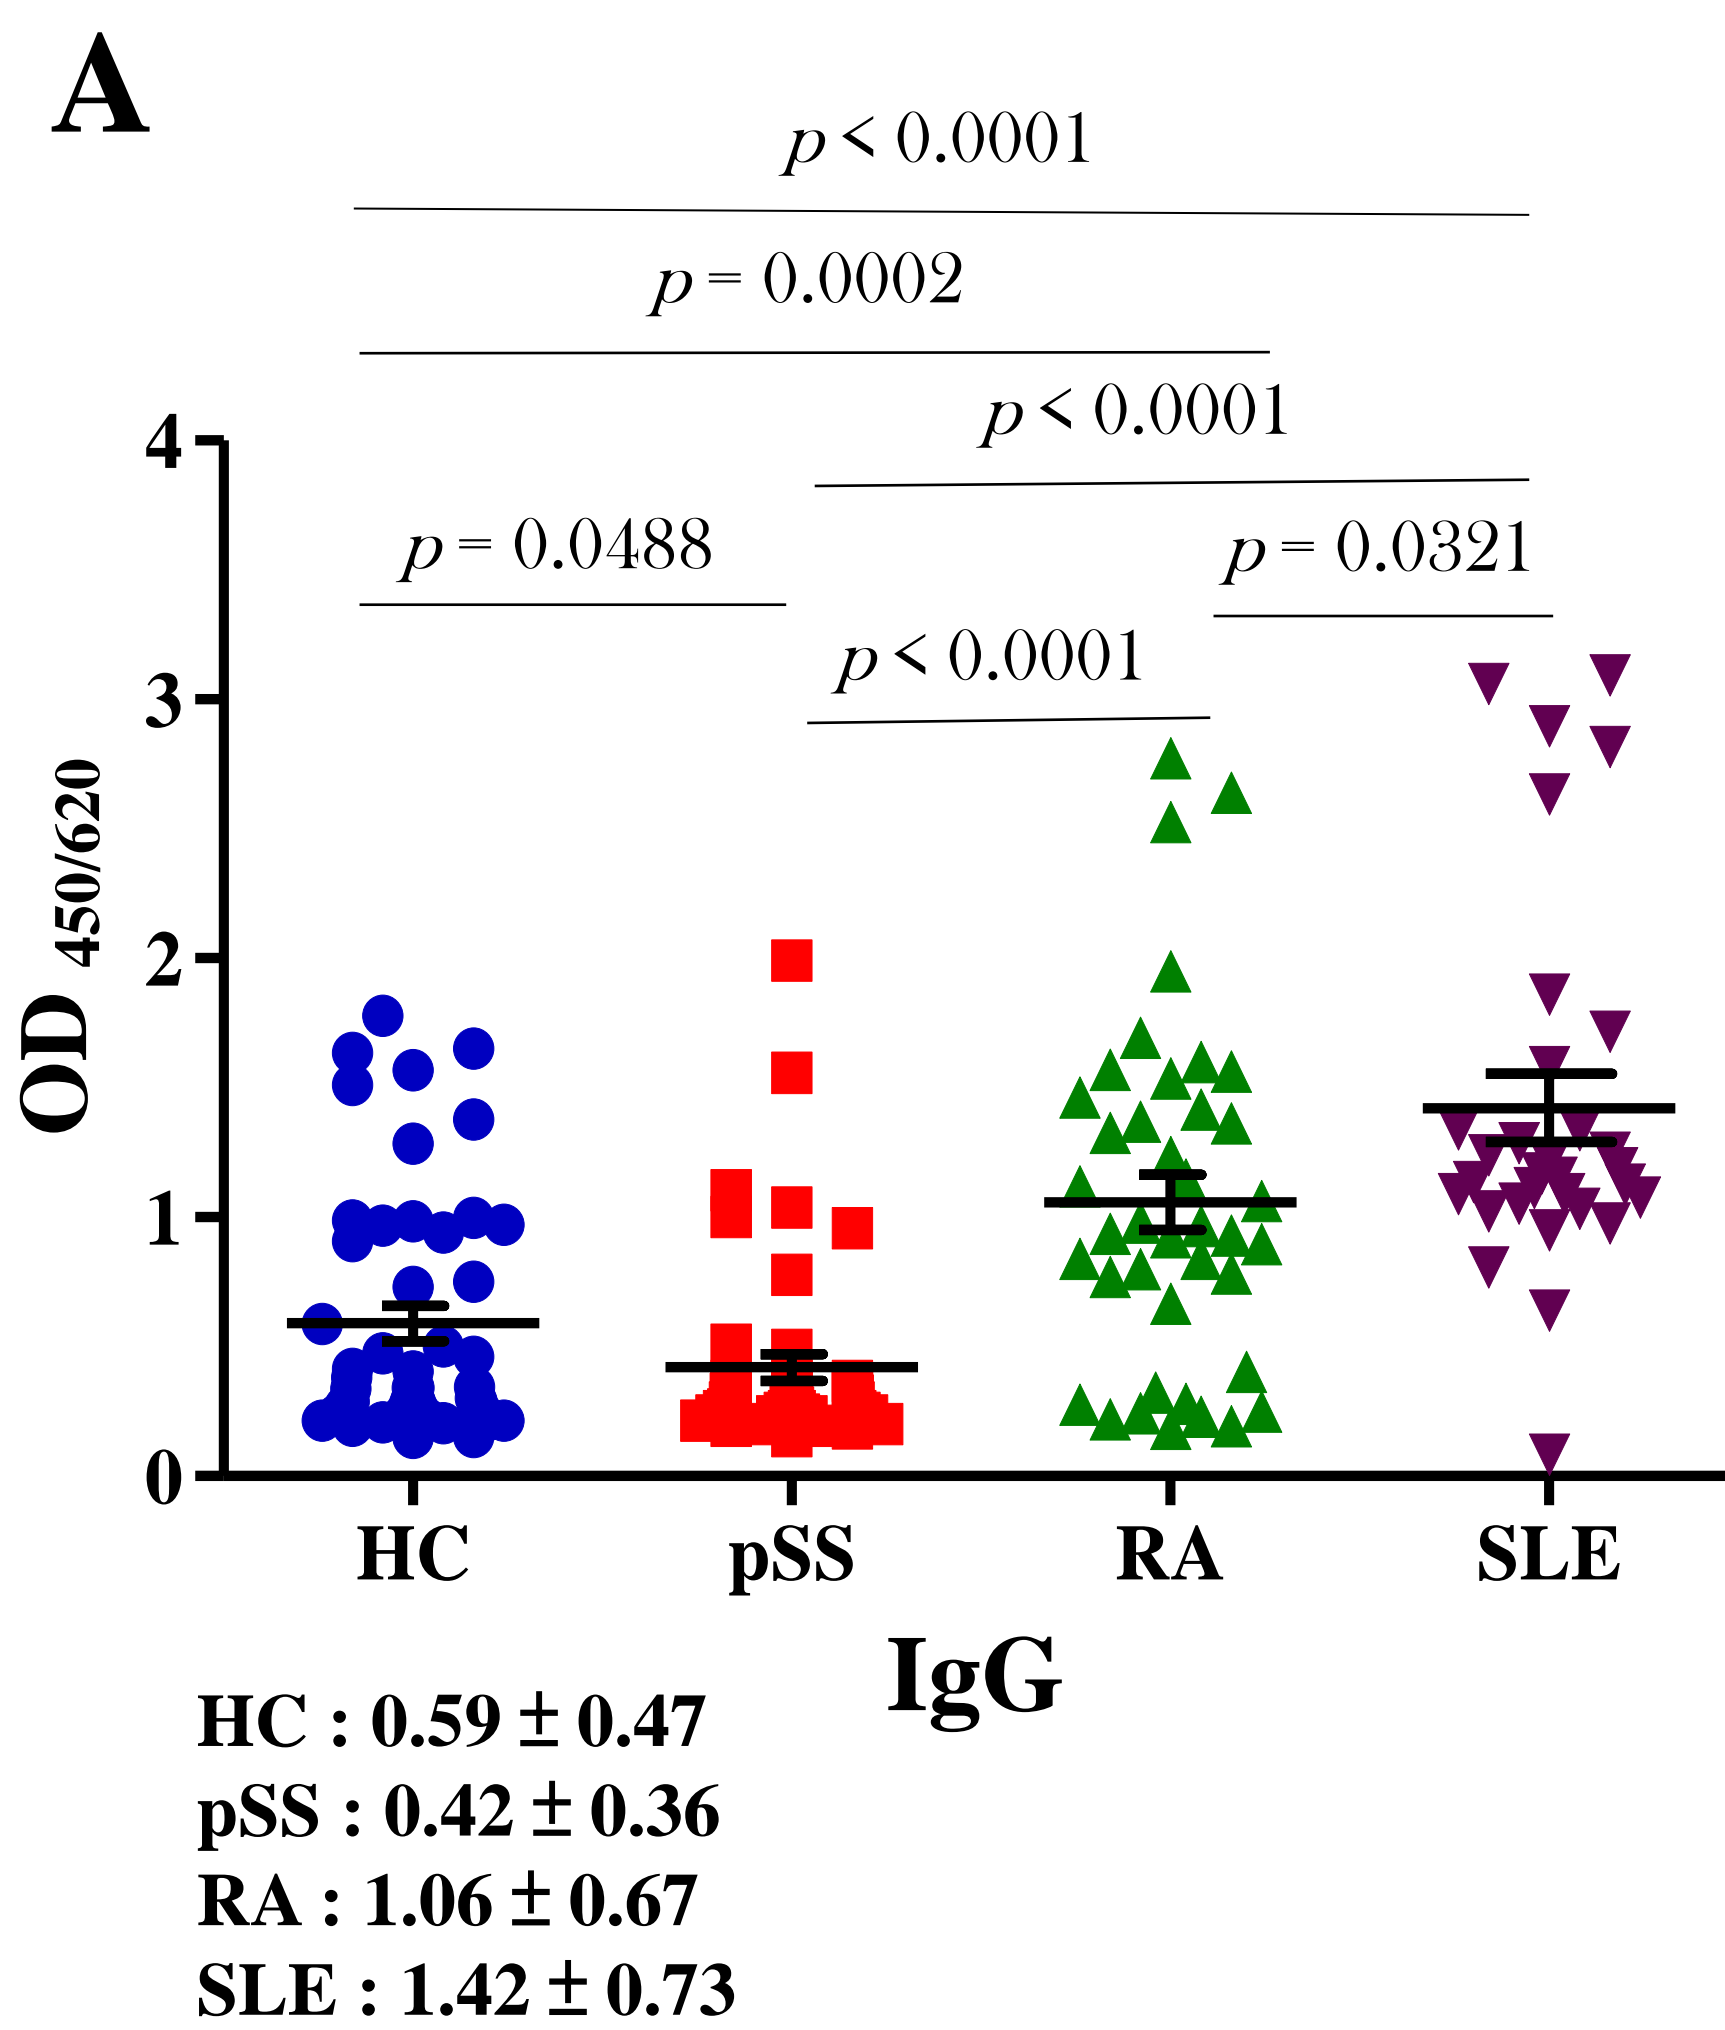 A
p < 0.0001
p = 0.0002
p < 0.0001
p = 0.0488
p = 0.0321
p < 0.0001
4
3
2
1
0
OD 450/620
HC pSS RA SLE
IgG
HC : 0.59 ± 0.47
pSS : 0.42 ± 0.36
RA : 1.06 ± 0.67
SLE : 1.42 ± 0.73